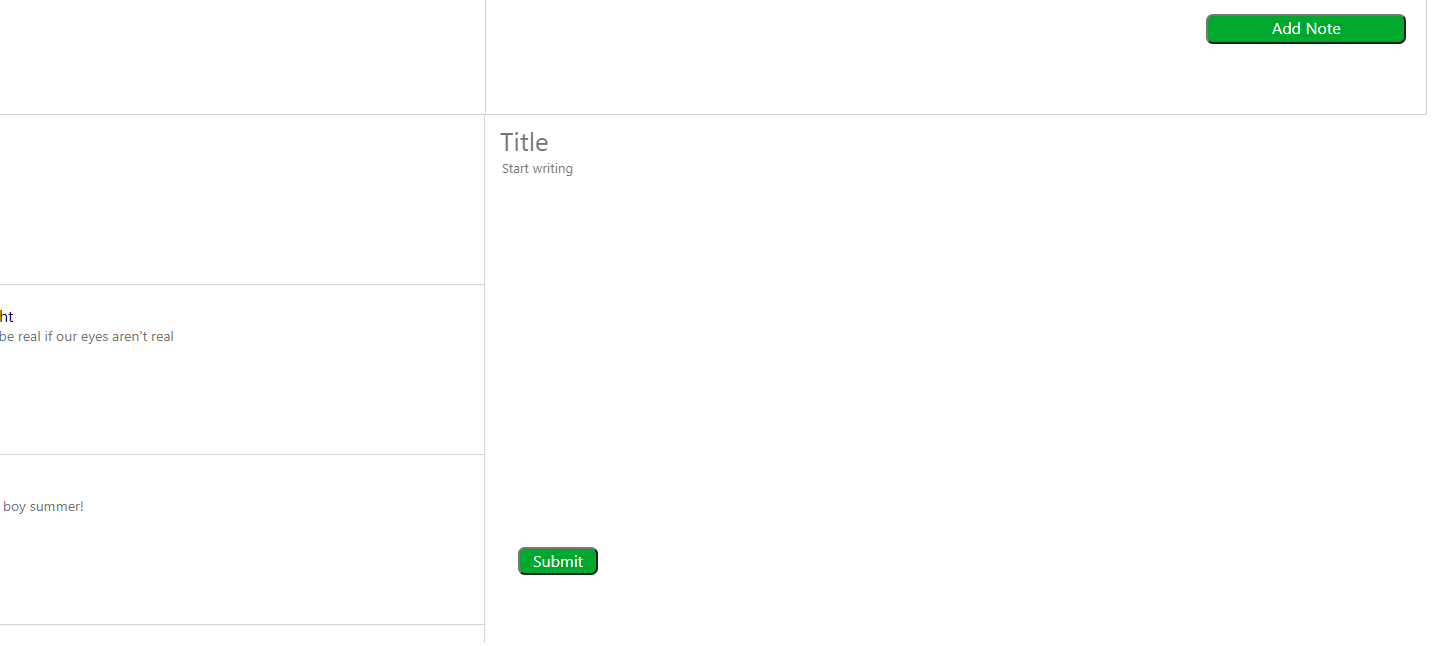 Add Note
Title
Start writing
ht
be real if our eyes aren't real
boy summer!
Submit